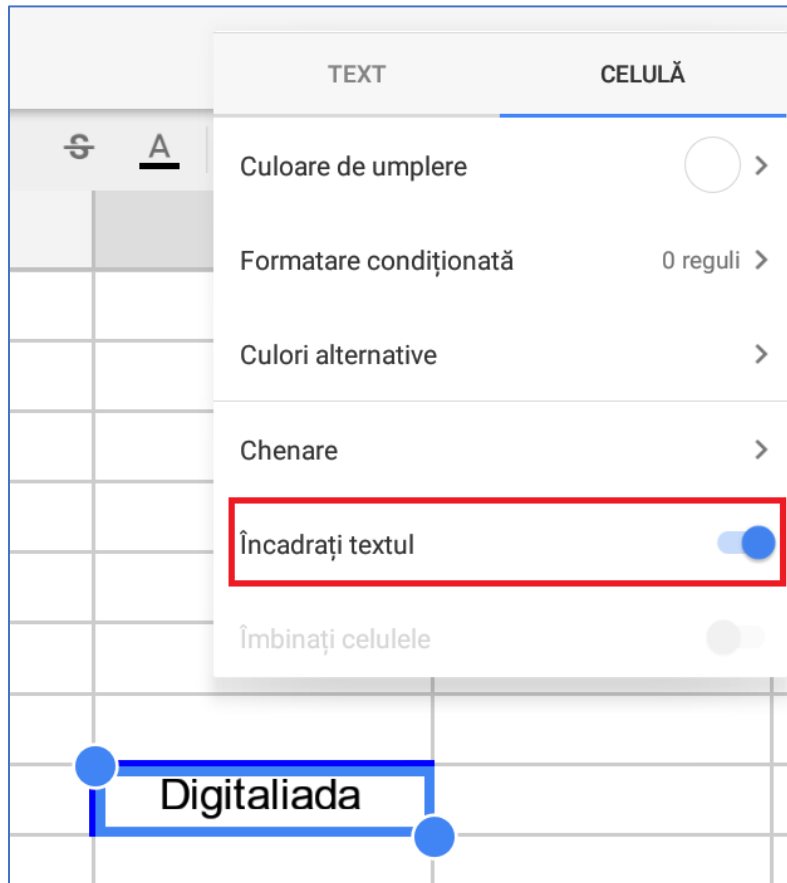 TEXT CELULĂ
S A
Culoare de umplere
Formatare condiționată 0 reguli
Culori alternative
Chenare
Încadrați textul
Îmbinați celulele
Digitaliada